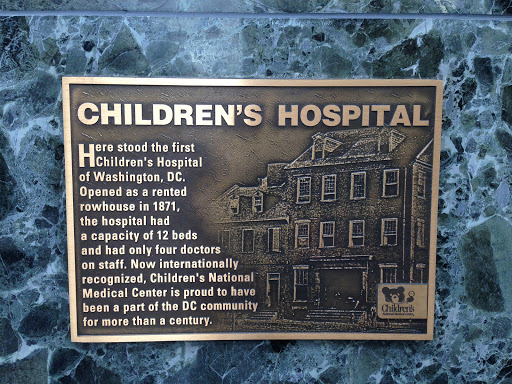 CHILDREN'S HOSPITAL
Here stood the first
Children's Hospital
of Washington, DC.
Opened as a rented
rowhouse in 1871,
the hospital had
a capacity of 12 beds
and had only four doctors
on staff. Now internationally
recognized, Children's National
Medical Center is proud to have
been a part of the DC community
for more than a century.
Children's